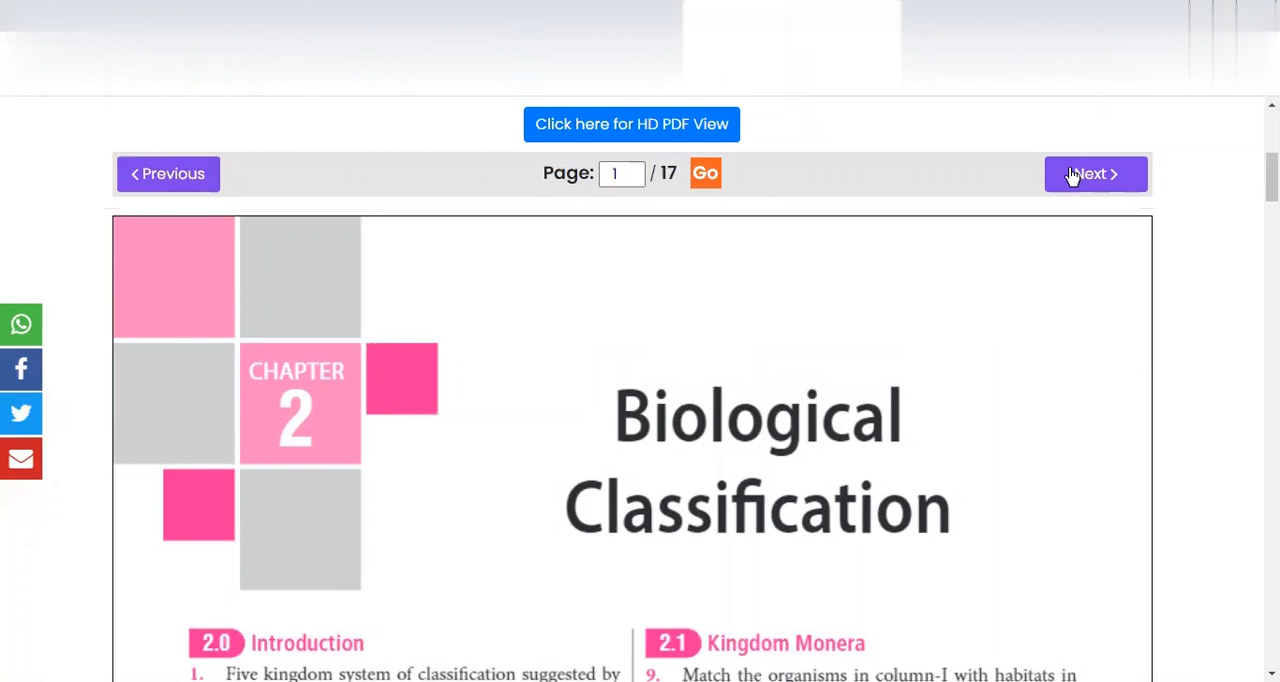 Click here for HD PDF View
Previous
Page: 1 / 17 Go
Next
CHAPTER
2
Biological
Classification
2.0 Introduction
1. Five kingdom system of classification suggested by
2.1 Kingdom Monera
9. Match the organisms in column-I with habitats in